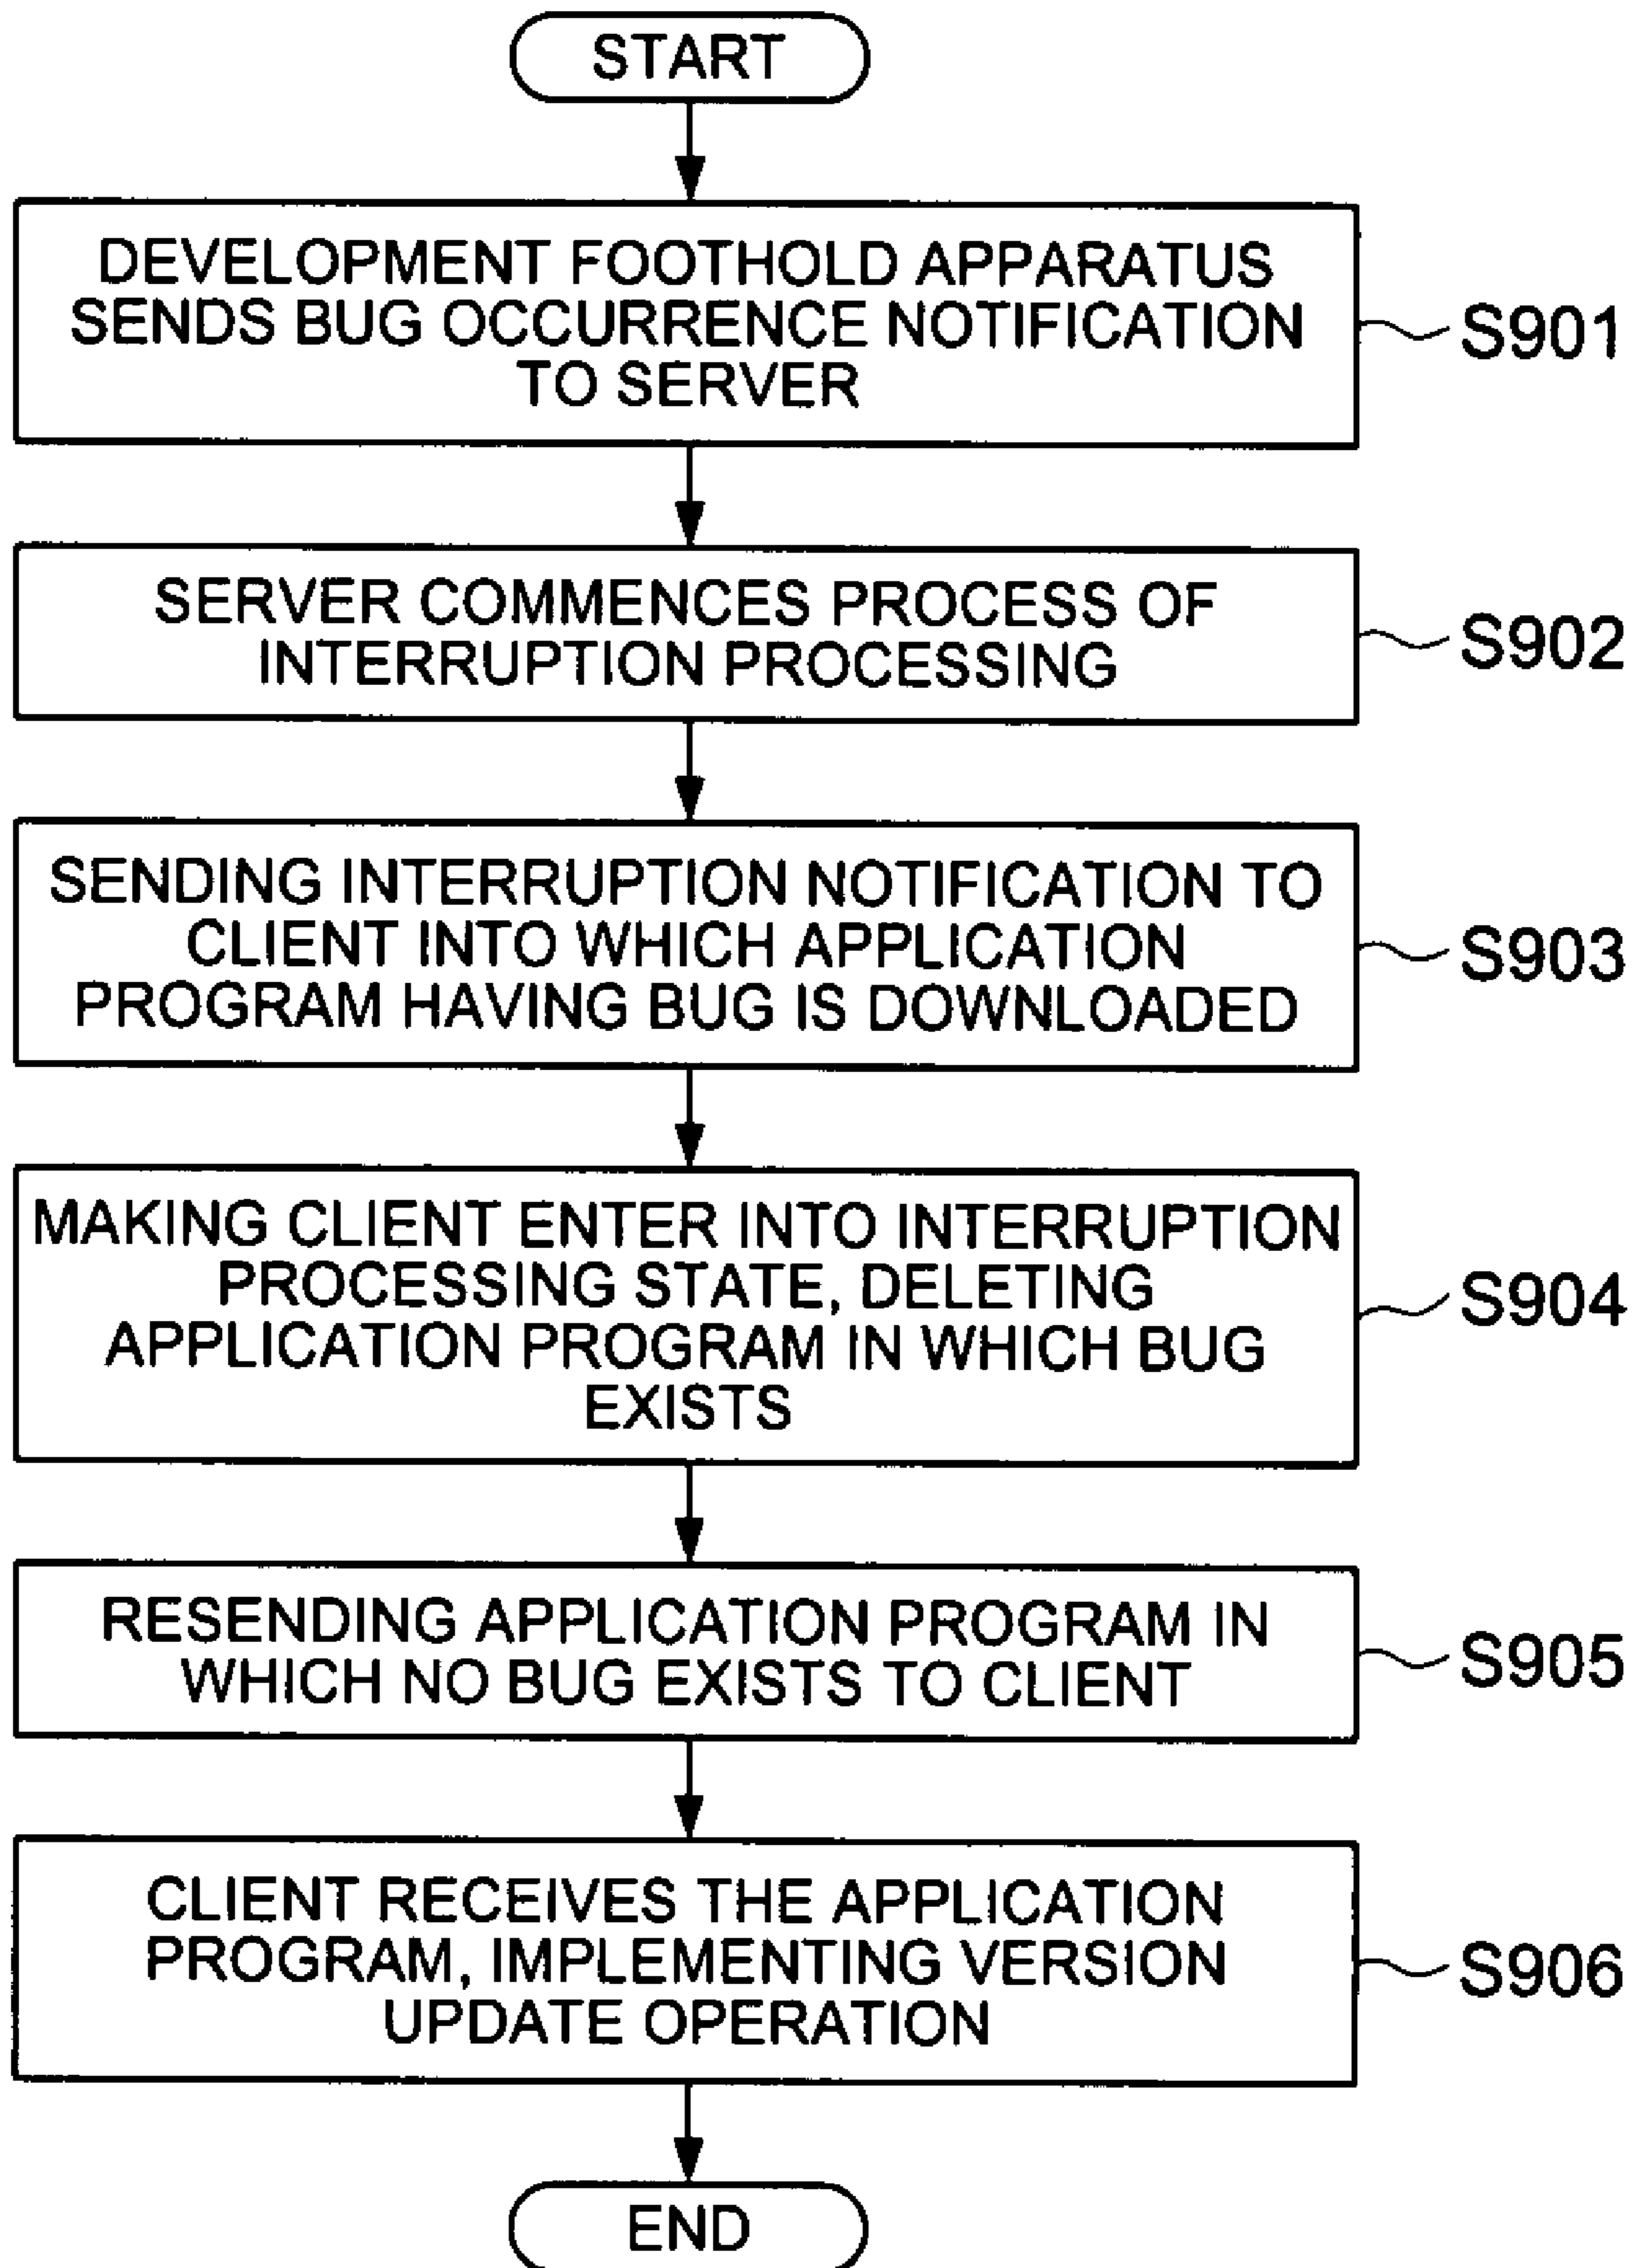 START
DEVELOPMENT FOOTHOLD APPARATUS
SENDS BUG OCCURRENCE NOTIFICATION
TO SERVER
S901
SERVER COMMENCES PROCESS OF
INTERRUPTION PROCESSING
S902
SENDING INTERRUPTION NOTIFICATION TO
CLIENT INTO WHICH APPLICATION
PROGRAM HAVING BUG IS DOWNLOADED
S903
MAKING CLIENT ENTER INTO INTERRUPTION
PROCESSING STATE, DELETING
APPLICATION PROGRAM IN WHICH BUG
EXISTS
S904
RESENDING APPLICATION PROGRAM IN
WHICH NO BUG EXISTS TO CLIENT
S905
CLIENT RECEIVES THE APPLICATION
PROGRAM, IMPLEMENTING VERSION
UPDATE OPERATION
S906
END